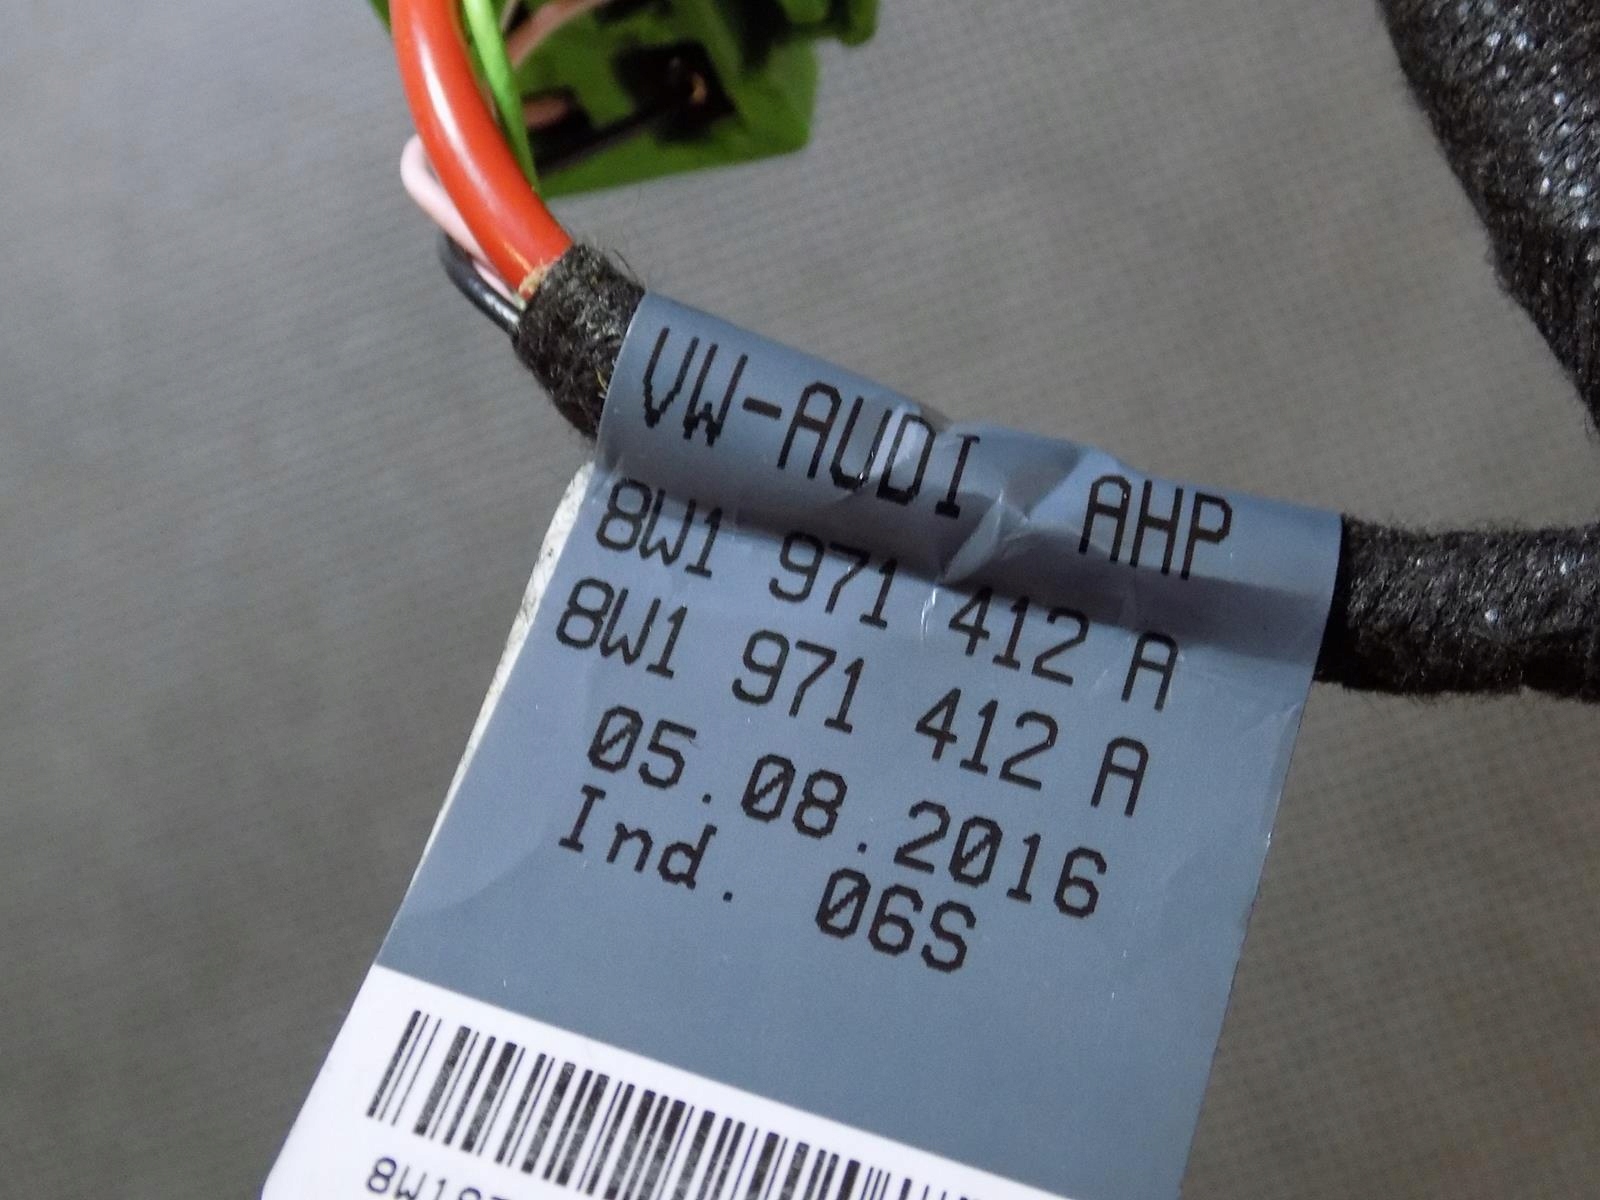 VW-AUDI AHP
8W1 971 412 A
8W1 971 412 A
05.08.2016
Ind. 06S